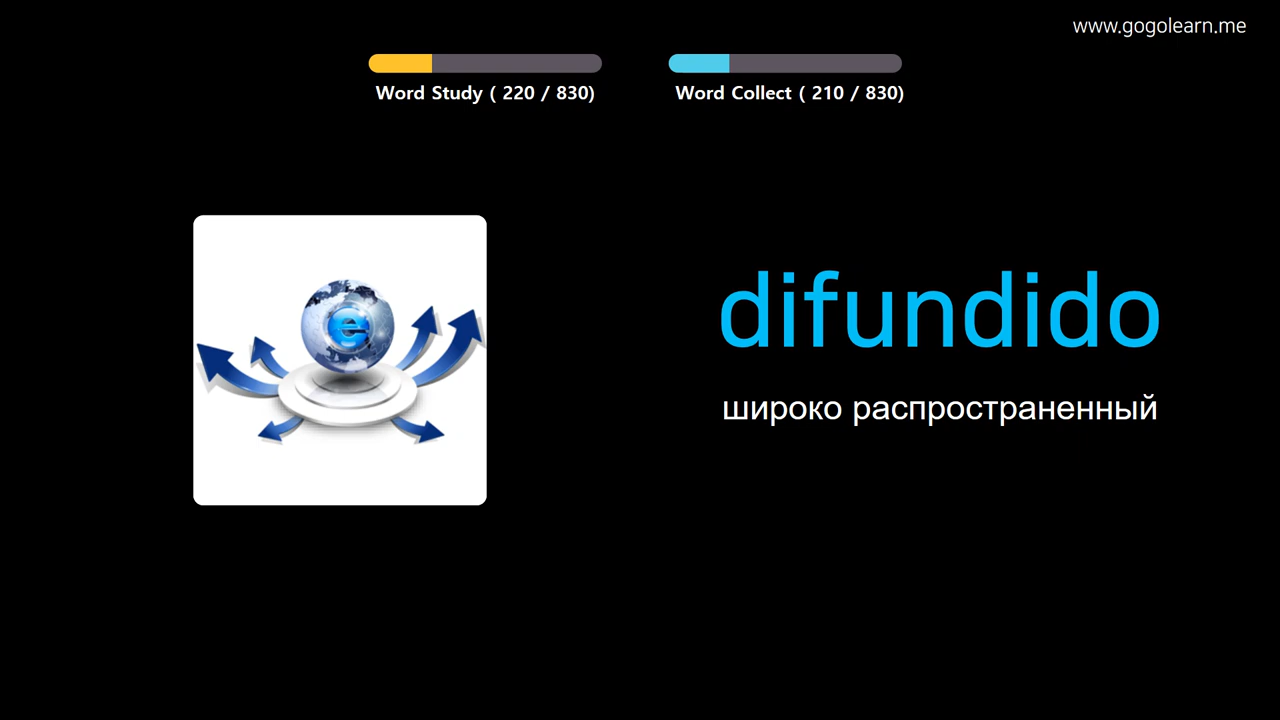 www.gogolearn.me
Word Study ( 220 / 830)
Word Collect ( 210 / 830)
e
difundido
широко распространенный